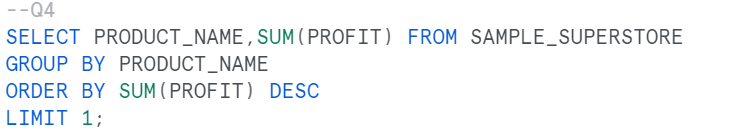 --Q4
SELECT PRODUCT_NAME,SUM(PROFIT) FROM SAMPLE_SUPERSTORE
GROUP BY PRODUCT_NAME
ORDER BY SUM(PROFIT) DESC
LIMIT 1;